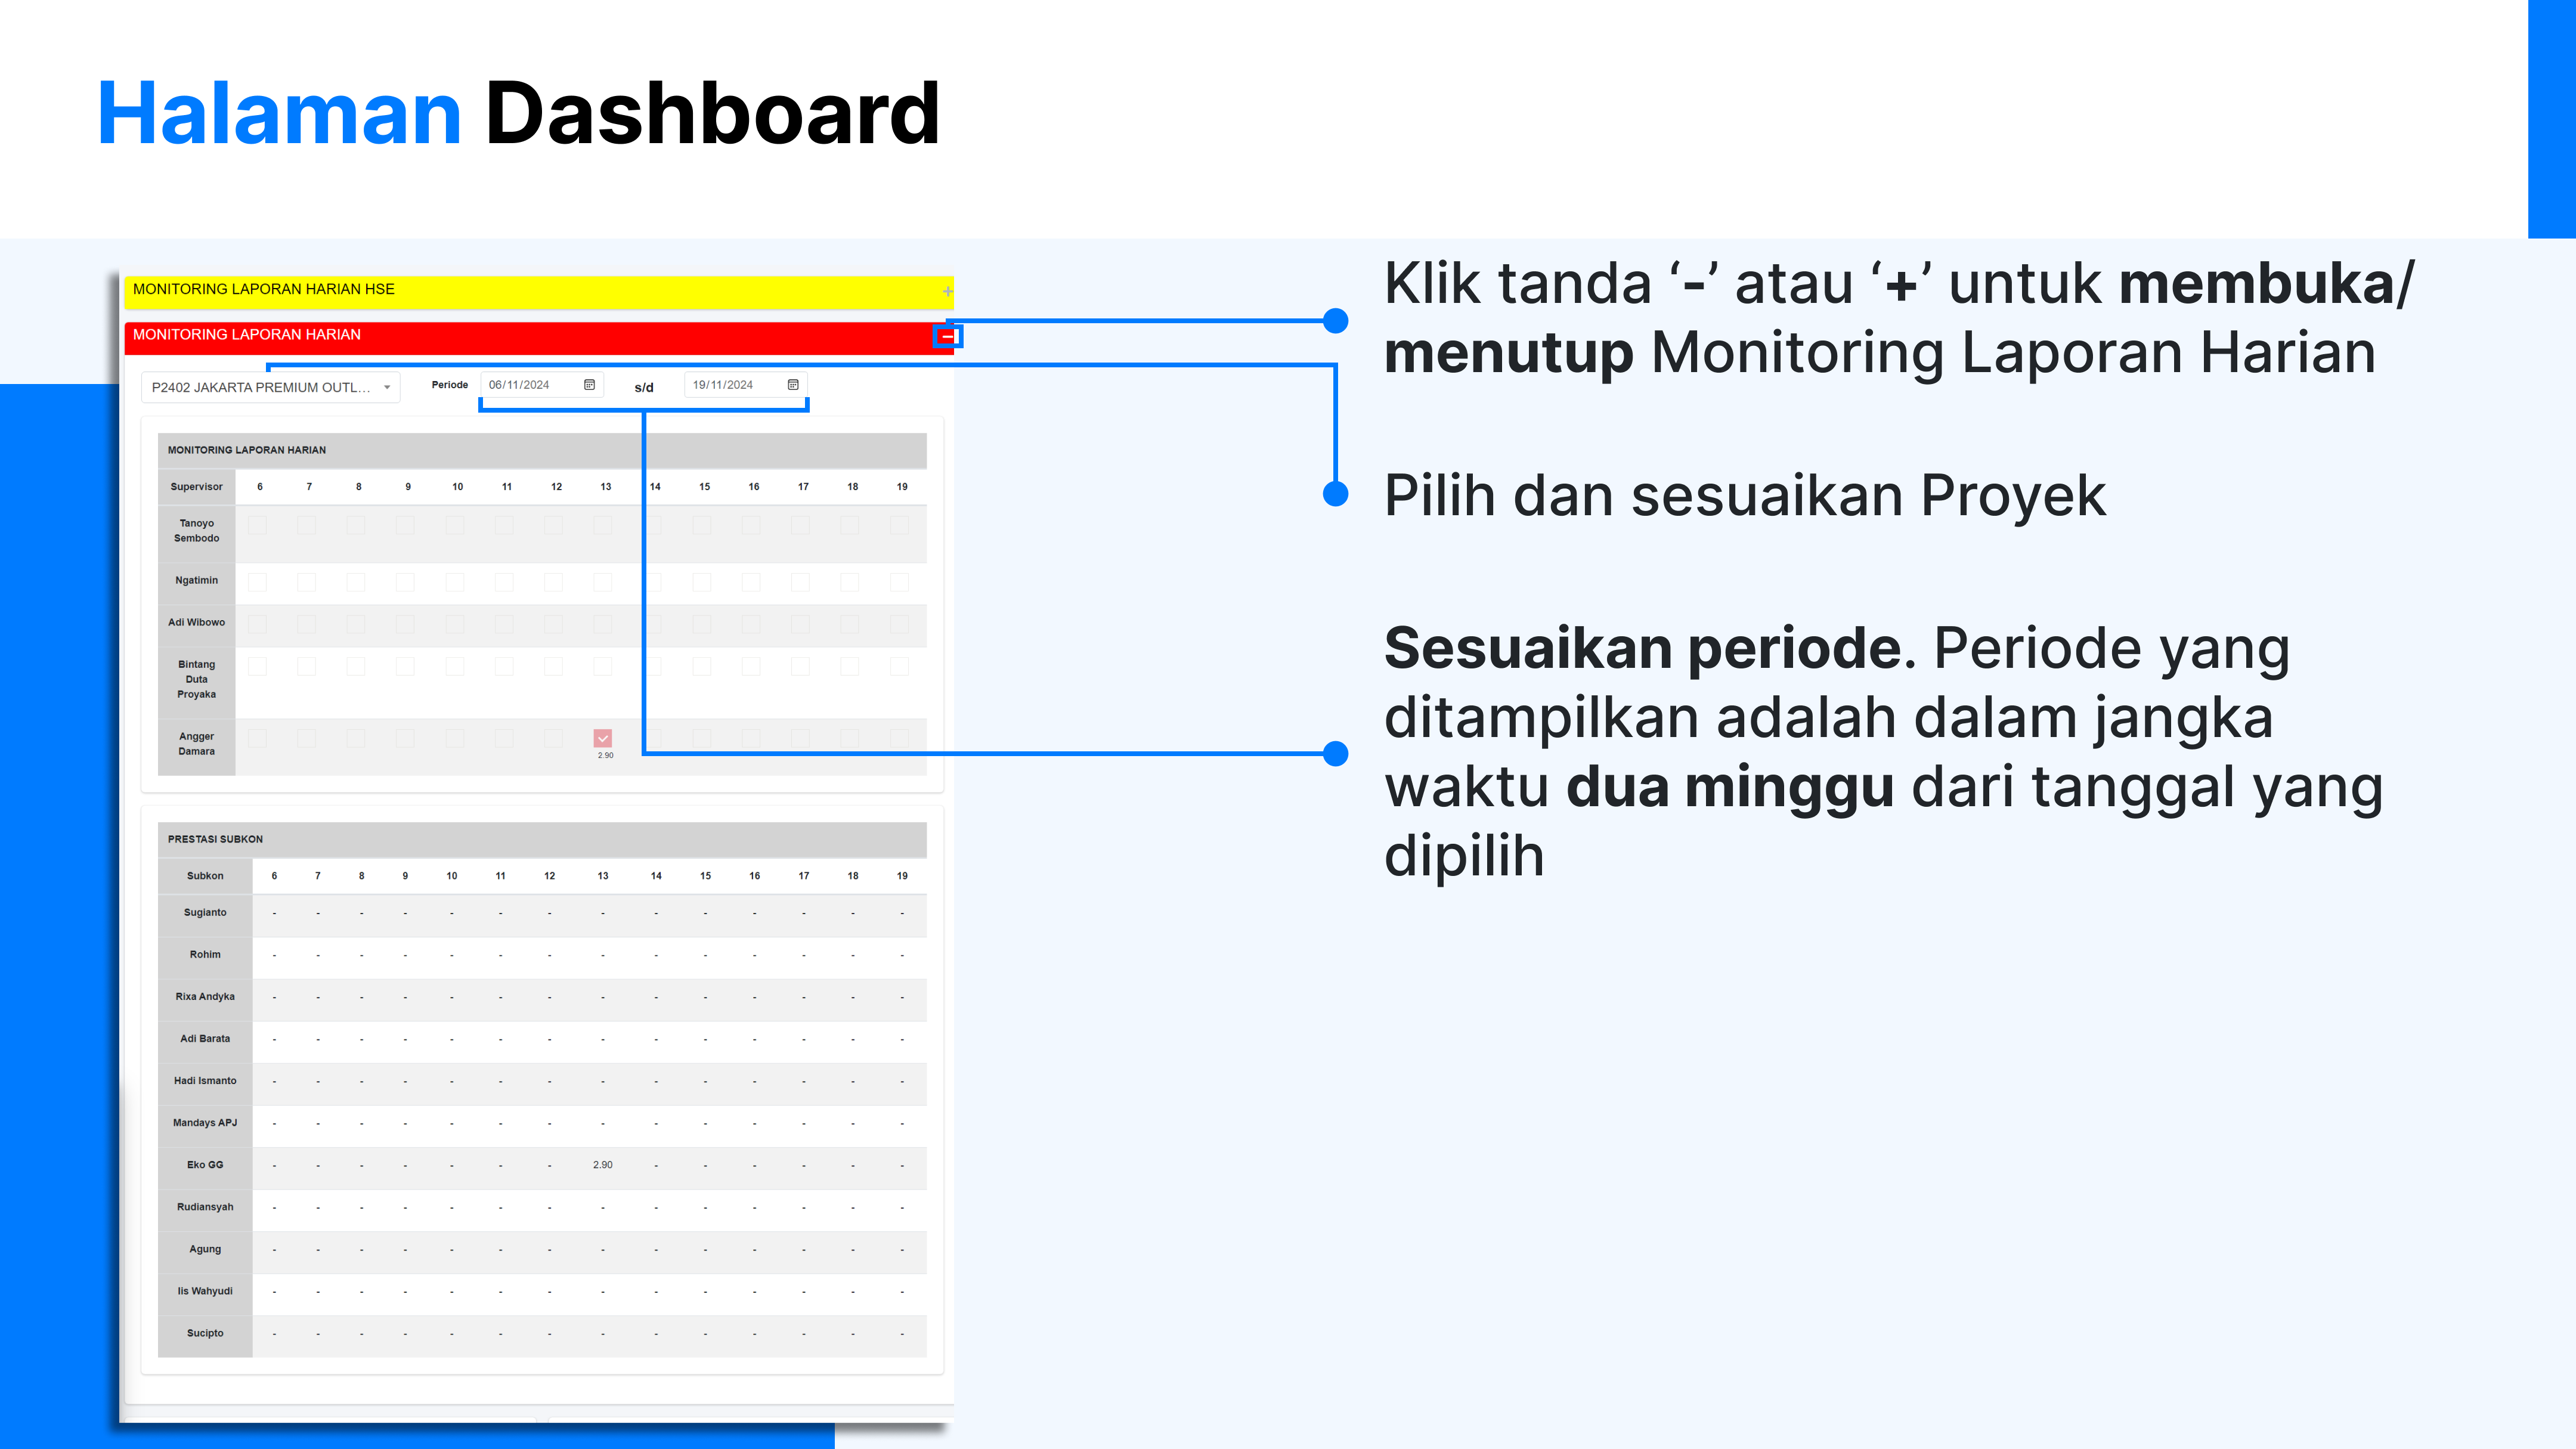 Halaman Dashboard
MONITORING LAPORAN HARIAN HSE +
MONITORING LAPORAN HARIAN -
P2402 JAKARTA PREMIUM OUTL... Periode 06/11/2024 s/d 19/11/2024
MONITORING LAPORAN HARIAN
Supervisor 6 7 8 9 10 11 12 13 14 15 16 17 18 19
Tanoyo
Sembodo
Ngatimin
Adi Wibowo
Bintang
Duta
Proyaka
Angger
Damara
2.90
PRESTASI SUBKON
Subkon 6 7 8 9 10 11 12 13 14 15 16 17 18 19
Sugianto - - - - - - - - - - - - - -
Rohim - - - - - - - - - - - - - -
Rixa Andyka - - - - - - - - - - - - - -
Adi Barata - - - - - - - - - - - - - -
Hadi Ismanto - - - - - - - - - - - - - -
Mandays APJ - - - - - - - - - - - - - -
Eko GG - - - - - - - 2.90 - - - - - -
Rudiansyah - - - - - - - - - - - - - -
Agung - - - - - - - - - - - - - -
Iis Wahyudi - - - - - - - - - - - - - -
Sucipto - - - - - - - - - - - - - -
Klik tanda ‘-’ atau ‘+’ untuk membuka/
menutup Monitoring Laporan Harian
Pilih dan sesuaikan Proyek
Sesuaikan periode. Periode yang
ditampilkan adalah dalam jangka
waktu dua minggu dari tanggal yang
dipilih